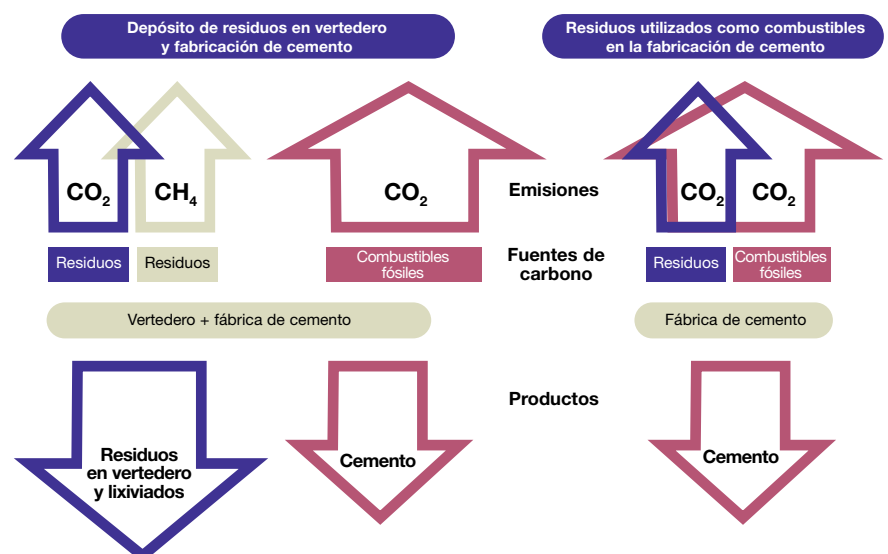 Depósito de residuos en vertedero
y fabricación de cemento
Residuos utilizados como combustibles
en la fabricación de cemento
CO₂
CH₄
CO₂
Emisiones
CO₂
CO₂
Residuos
Residuos
Combustibles
fósiles
Fuentes de
carbono
Residuos
Combustibles
fósiles
Vertedero + fábrica de cemento
Fábrica de cemento
Productos
Residuos
en vertedero
y lixiviados
Cemento
Cemento